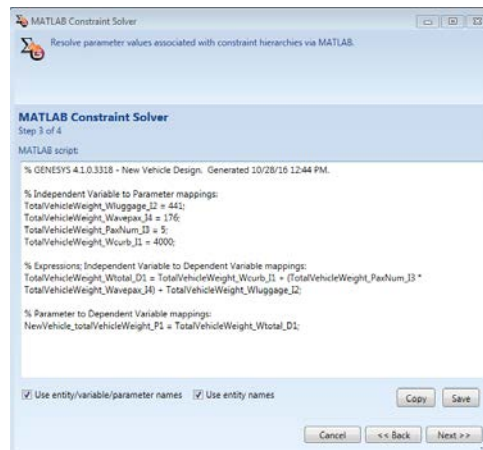 MATLAB Constraint Solver
Resolve parameter values associated with constraint hierarchies via MATLAB.
MATLAB Constraint Solver
Step 3 of 4
MATLAB script:
% GENESYS 4.1.0.3318 - New Vehicle Design. Generated 10/28/16 12:44 PM.
% Independent Variable to Parameter mappings:
TotalVehicleWeight_Wluggage_I2 = 441;
TotalVehicleWeight_Wavepax_I4 = 176;
TotalVehicleWeight_PaxNum_I3 = 5;
TotalVehicleWeight_Wcurb_I1 = 4000;
% Expressions; Independent Variable to Dependent Variable mappings:
TotalVehicleWeight_Wtotal_D1 = TotalVehicleWeight_Wcurb_I1 + (TotalVehicleWeight_PaxNum_I3 *
TotalVehicleWeight_Wavepax_I4) + TotalVehicleWeight_Wluggage_I2;
% Parameter to Dependent Variable mappings:
NewVehicle_totalVehicleWeight_P1 = TotalVehicleWeight_Wtotal_D1;
Use entity/variable/parameter names Use entity names
Copy Save
Cancel << Back Next >>